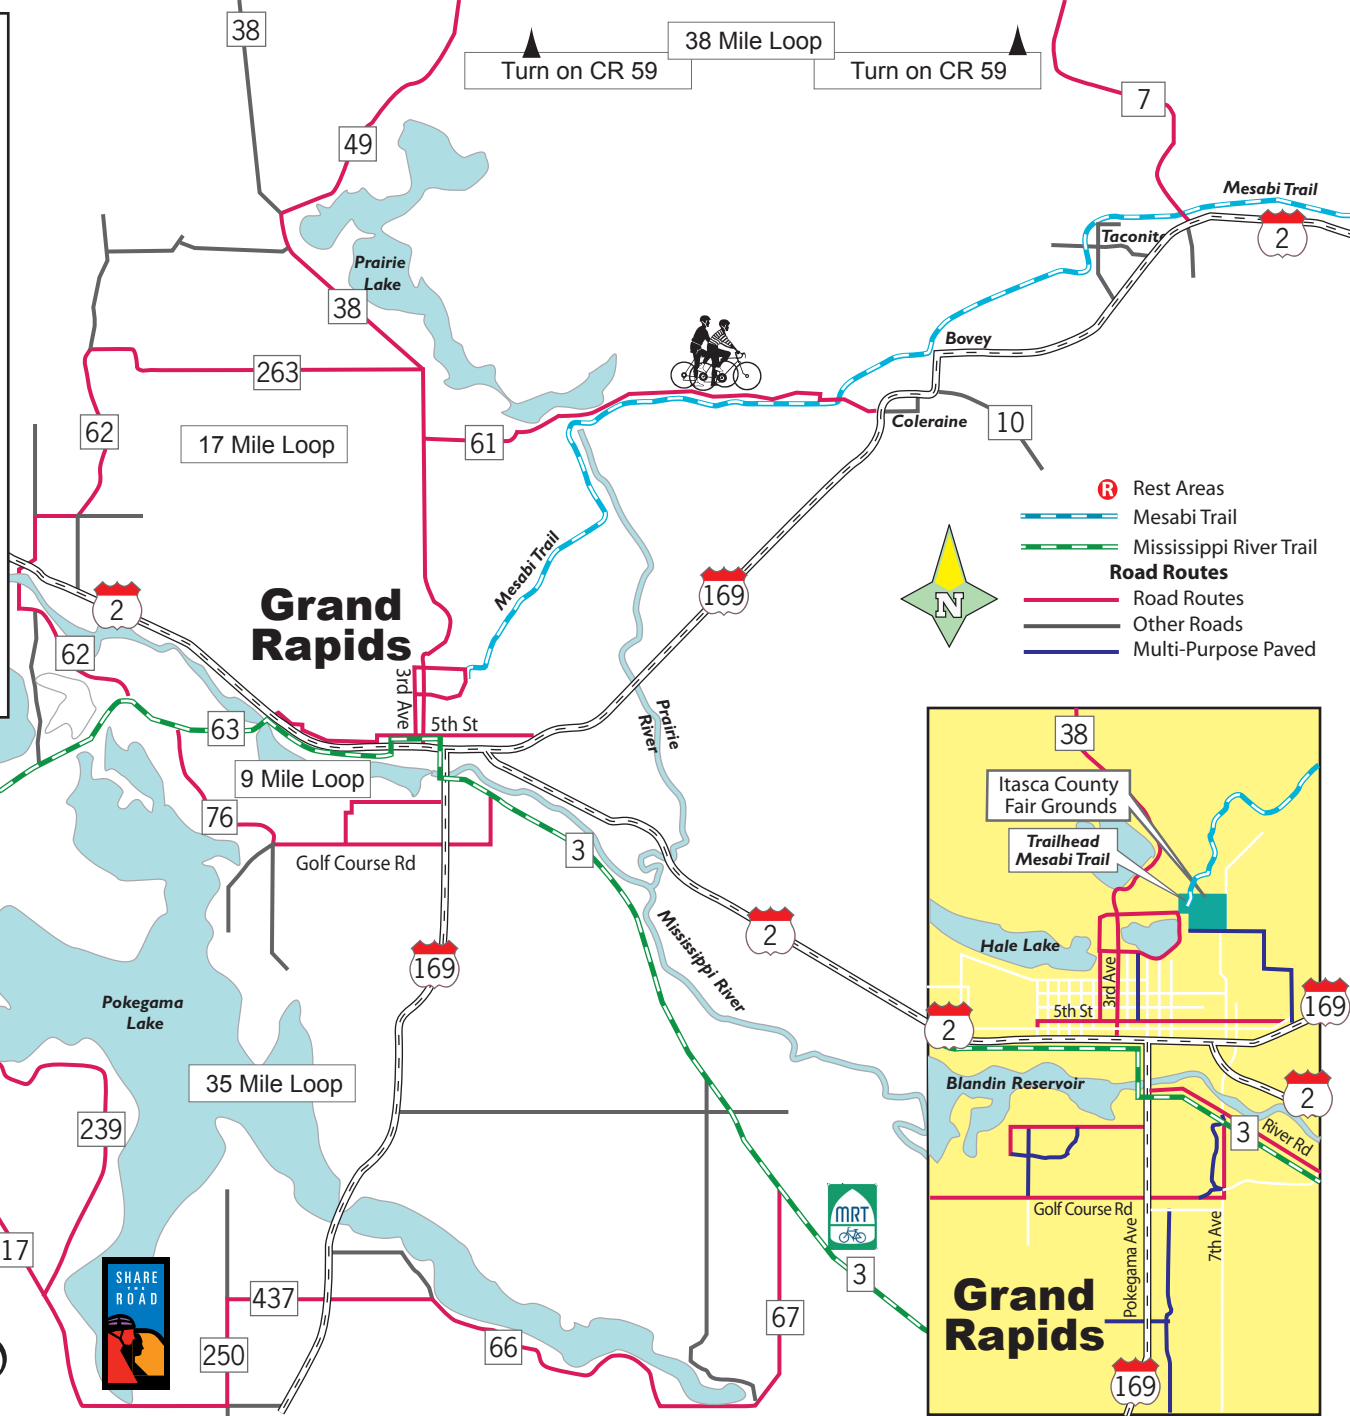 38
38 Mile Loop
Turn on CR 59
Turn on CR 59
7
49
Mesabi Trail
2
Taconite
Prairie
Lake
38
Bovey
263
62
17 Mile Loop
61
Coleraine
10
R Rest Areas
Mesabi Trail
Mississippi River Trail
Road Routes
Road Routes
Other Roads
Multi-Purpose Paved
N
Mesabi Trail
169
2
Grand
Rapids
62
3rd Ave
5th St
63
Prairie
River
9 Mile Loop
76
Golf Course Rd
3
Mississippi River
2
169
Pokegama
Lake
35 Mile Loop
239
17
SHARE
THE
ROAD
437
250
66
67
MRT
3
38
Itasca County
Fair Grounds
Trailhead
Mesabi Trail
Hale Lake
3rd Ave
5th St
169
2
Blandin Reservoir
2
3
River Rd
Golf Course Rd
Pokegama Ave
7th Ave
Grand
Rapids
169